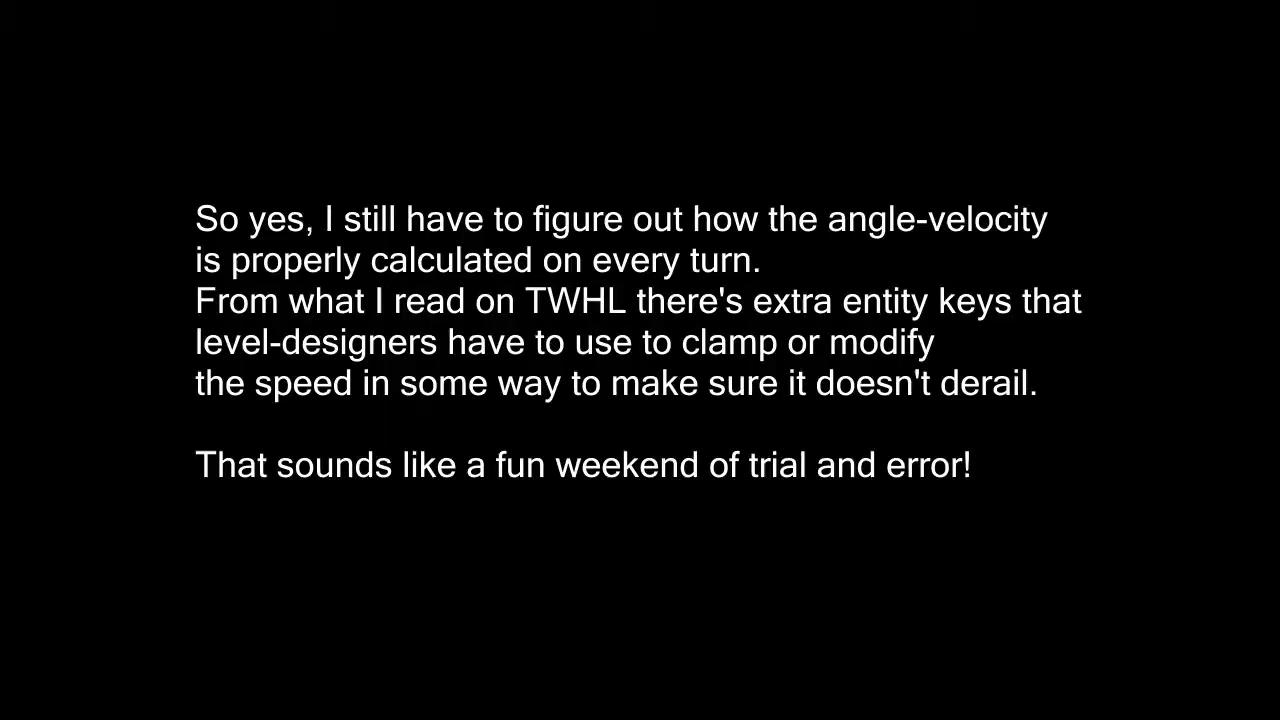 So yes, I still have to figure out how the angle-velocity
is properly calculated on every turn.
From what I read on TWHL there's extra entity keys that
level-designers have to use to clamp or modify
the speed in some way to make sure it doesn't derail.
That sounds like a fun weekend of trial and error!